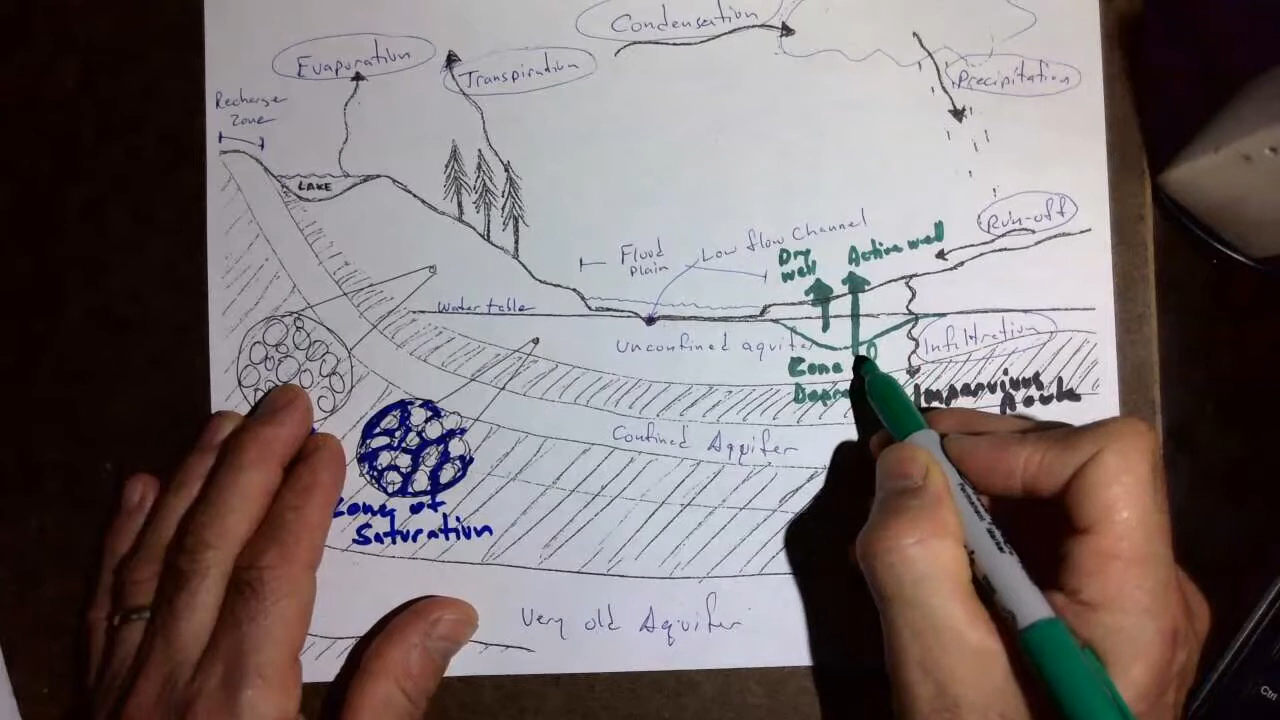 Condensation
Evaporation
Transpiration
Precipitation
Recharge
Zone
LAKE
Run-off
Low flow Channel
Flood
Plain
Dry
well
Active well
Water table
Unconfined aquifer
Infiltration
Impervious
Rock
Confined Aquifer
Zone of
Saturation
Very old Aquifer
Ctrl